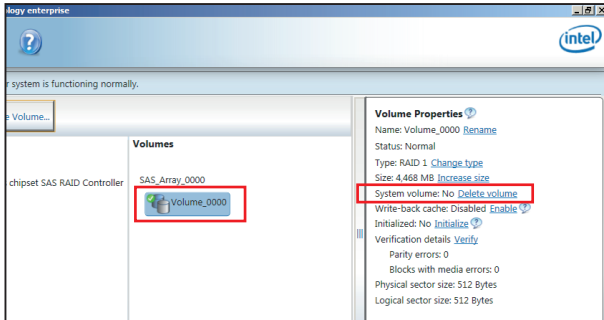 ology enterprise
intel
r system is functioning normally.
e Volume...
Volumes
chipset SAS RAID Controller
SAS_Array_0000
Volume_0000
Volume Properties
Name: Volume_0000 Rename
Status: Normal
Type: RAID 1 Change type
Size: 4,468 MB Increase size
System volume: No Delete volume
Write-back cache: Disabled Enable
Initialized: No Initialize
Verification details Verify
Parity errors: 0
Blocks with media errors: 0
Physical sector size: 512 Bytes
Logical sector size: 512 Bytes